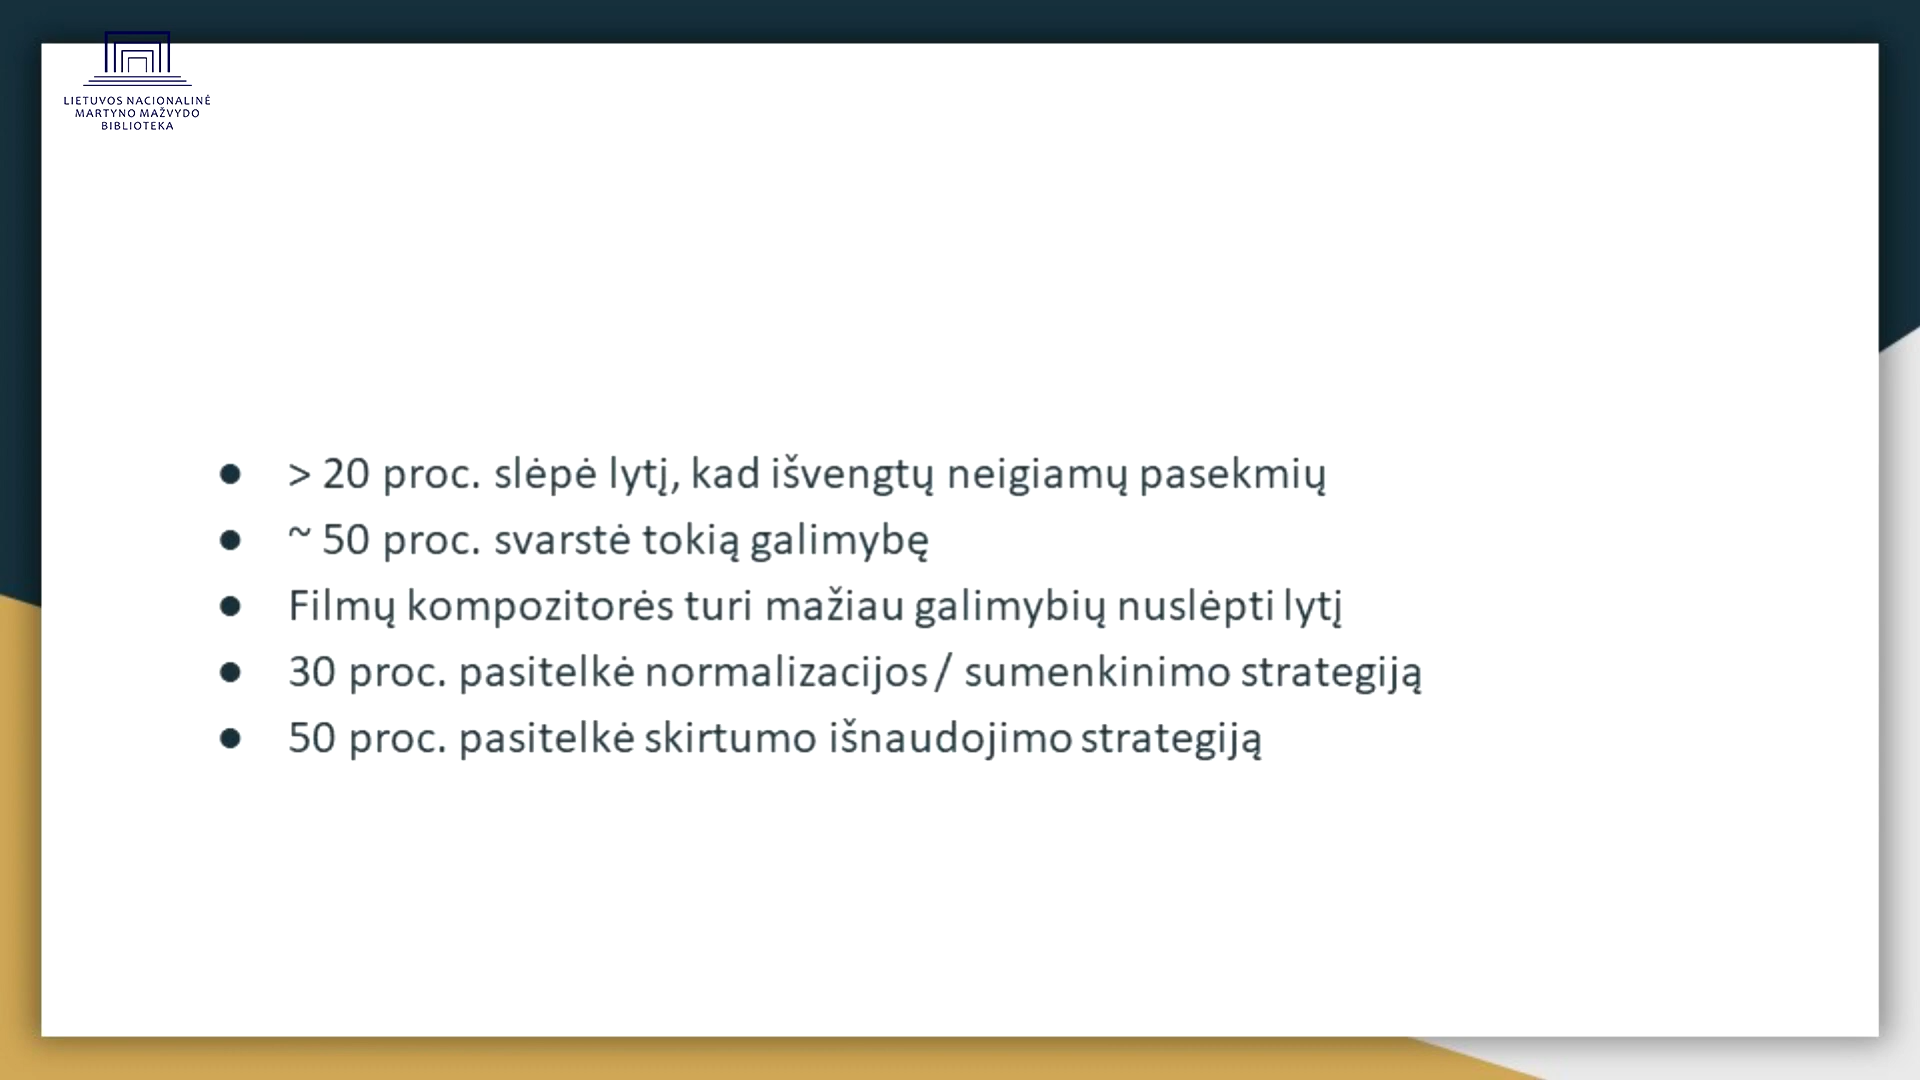 LIETUVOS NACIONALINĖ
MARTYNO MAŽVYDO
BIBLIOTEKA
● > 20 proc. slėpė lytį, kad išvengtų neigiamų pasekmių
● ~ 50 proc. svarstė tokią galimybę
● Filmų kompozitorės turi mažiau galimybių nuslėpti lytį
● 30 proc. pasitelkė normalizacijos / sumenkinimo strategiją
● 50 proc. pasitelkė skirtumo išnaudojimo strategiją